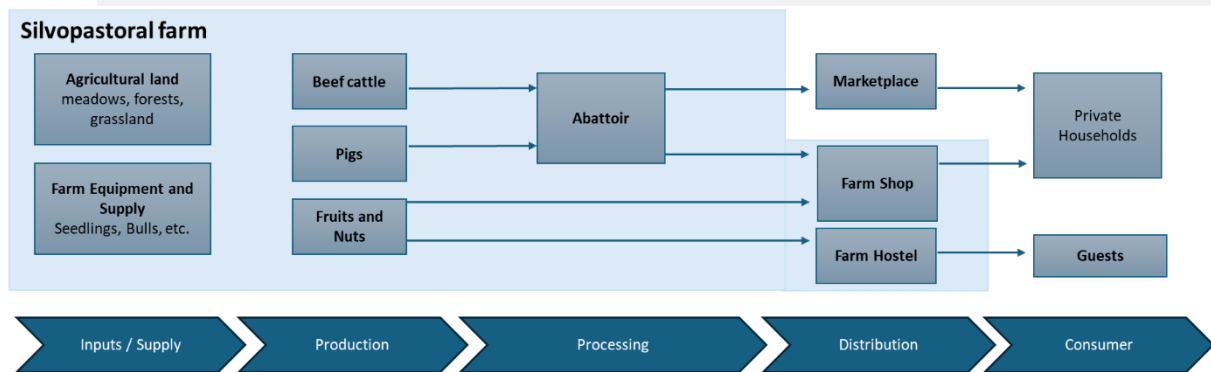 Silvopastoral farm
Agricultural land
meadows, forests,
grassland
Farm Equipment and
Supply
Seedlings, Bulls, etc.
Beef cattle
Pigs
Fruits and
Nuts
Abattoir
Marketplace
Farm Shop
Farm Hostel
Private
Households
Guests
Inputs / Supply
Production
Processing
Distribution
Consumer